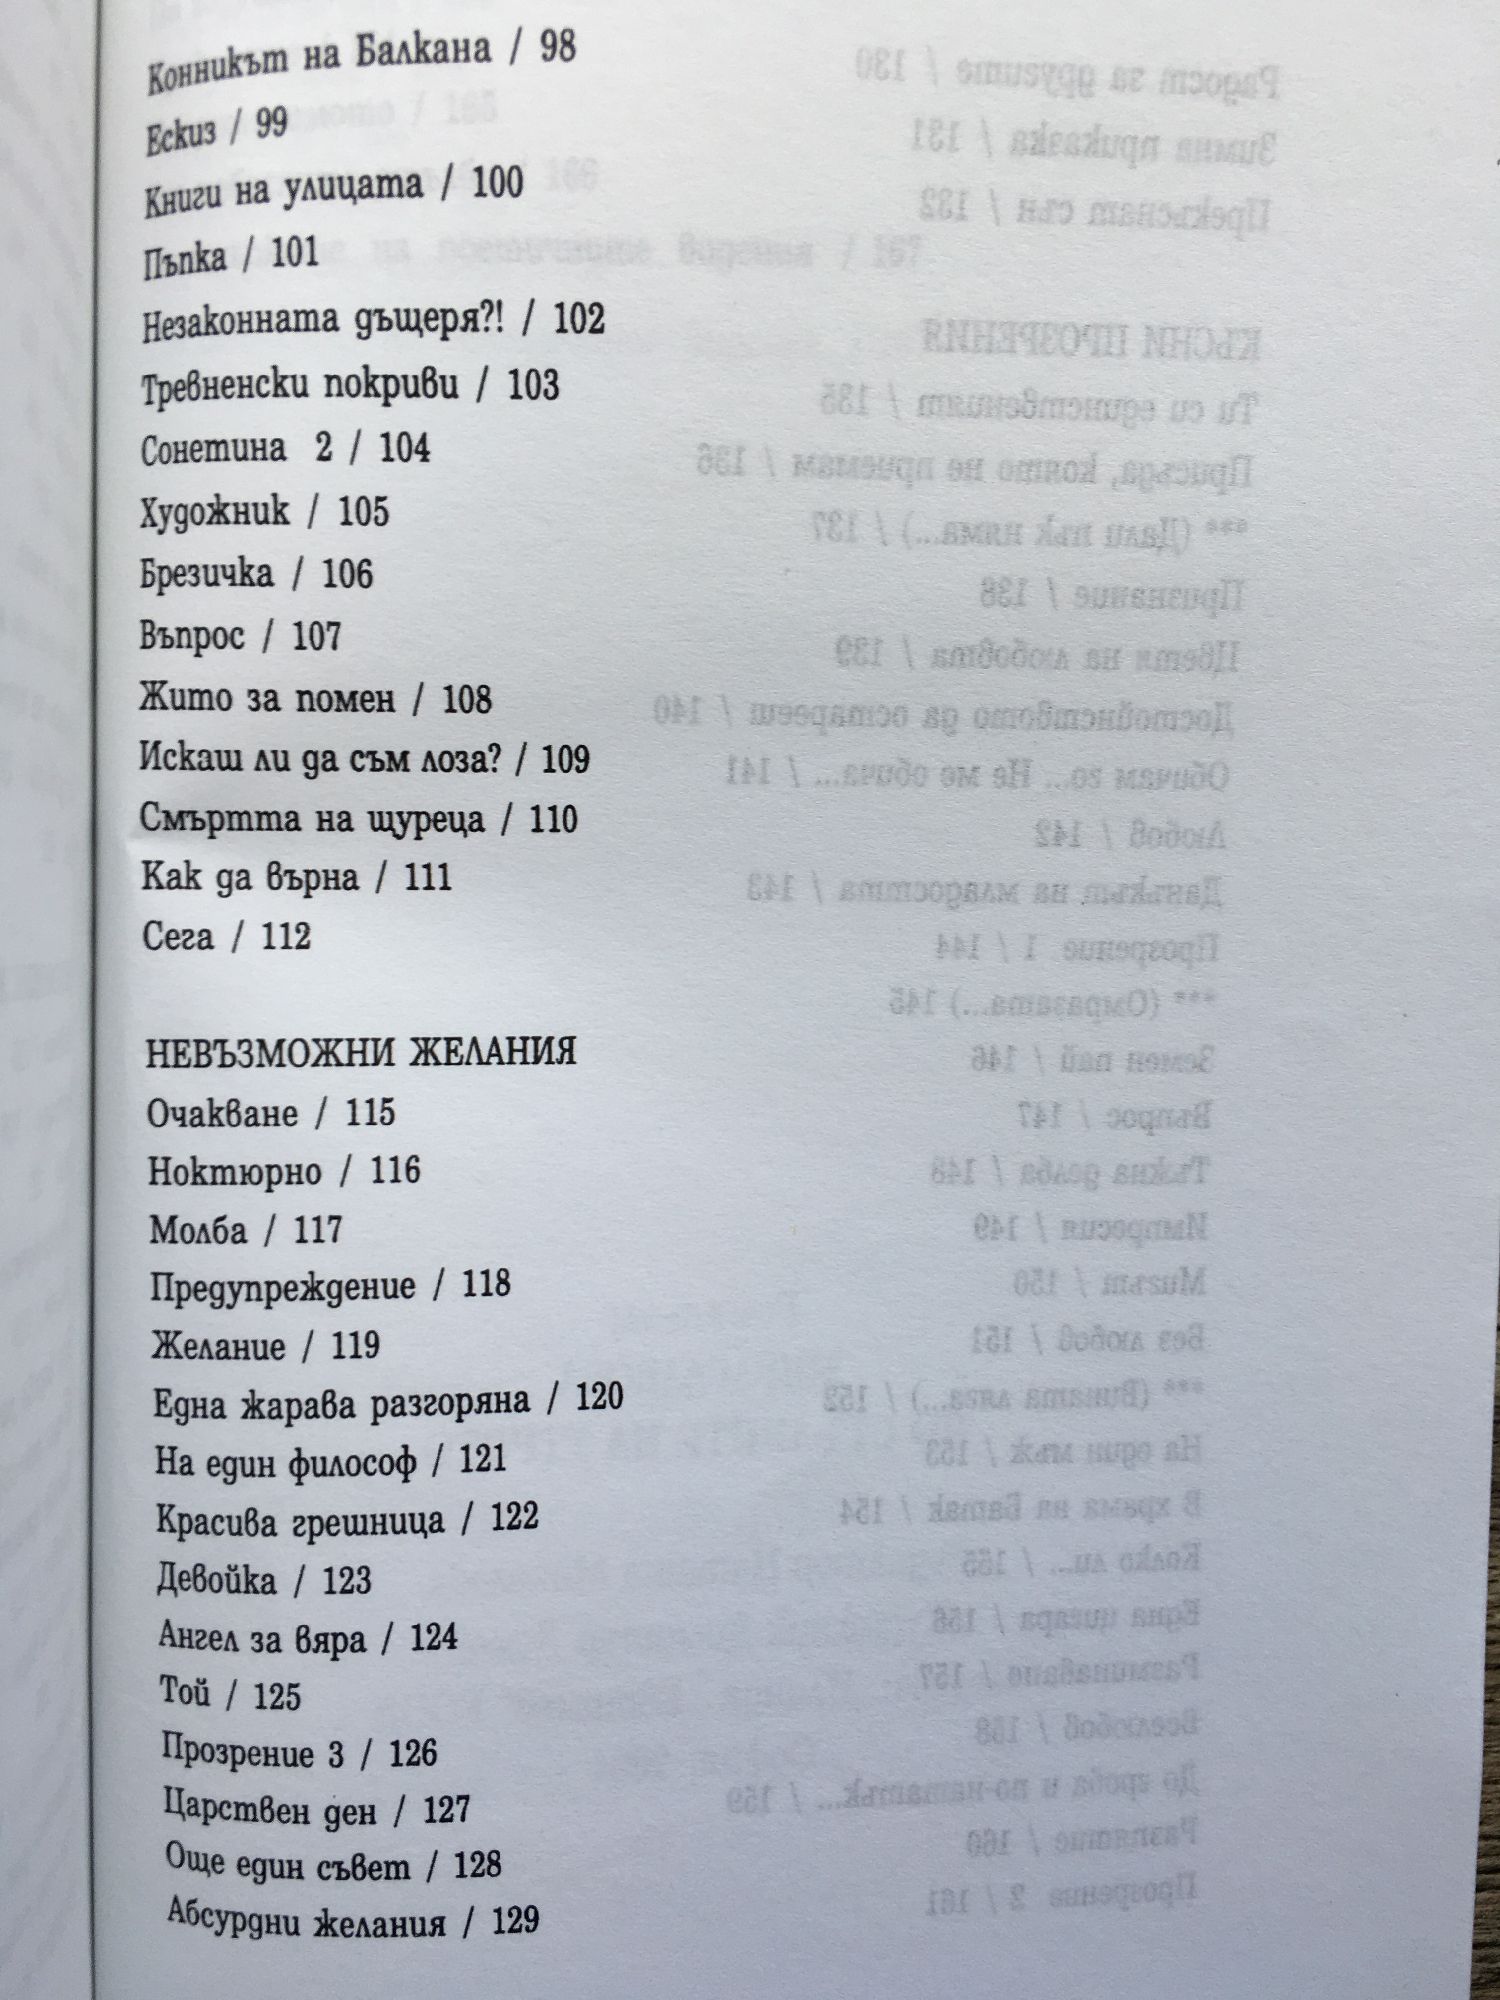 Конникът на Балкана / 98
Ескиз / 99
Книги на улицата / 100
Пъпка / 101
Незаконната дъщеря?! / 102
Тревненски покриви / 103
Сонетина 2 / 104
Художник / 105
Брезичка / 106
Въпрос / 107
Жито за помен / 108
Искаш ли да съм лоза? / 109
Смъртта на щуреца / 110
Как да върна / 111
Сега / 112
НЕВЪЗМОЖНИ ЖЕЛАНИЯ
Очакване / 115
Ноктюрно / 116
Молба / 117
Предупреждение / 118
Желание / 119
Една жарава разгоряна / 120
На един философ / 121
Красива грешница / 122
Девойка / 123
Ангел за вяра / 124
Той / 125
Прозрение 3 / 126
Царствен ден / 127
Още един съвет / 128
Абсурдни желания / 129